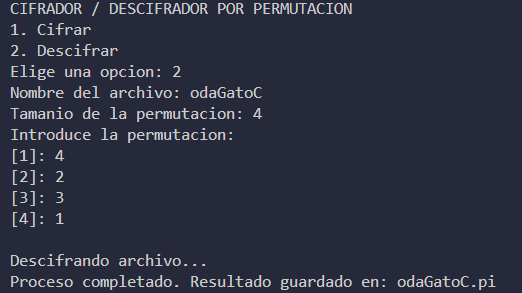 CIFRADOR / DESCIFRADOR POR PERMUTACION
1. Cifrar
2. Descifrar
Elige una opcion: 2
Nombre del archivo: odaGatoC
Tamanio de la permutacion: 4
Introduce la permutacion:
[1]: 4
[2]: 2
[3]: 3
[4]: 1
Descifrando archivo...
Proceso completado. Resultado guardado en: odaGatoC.pi